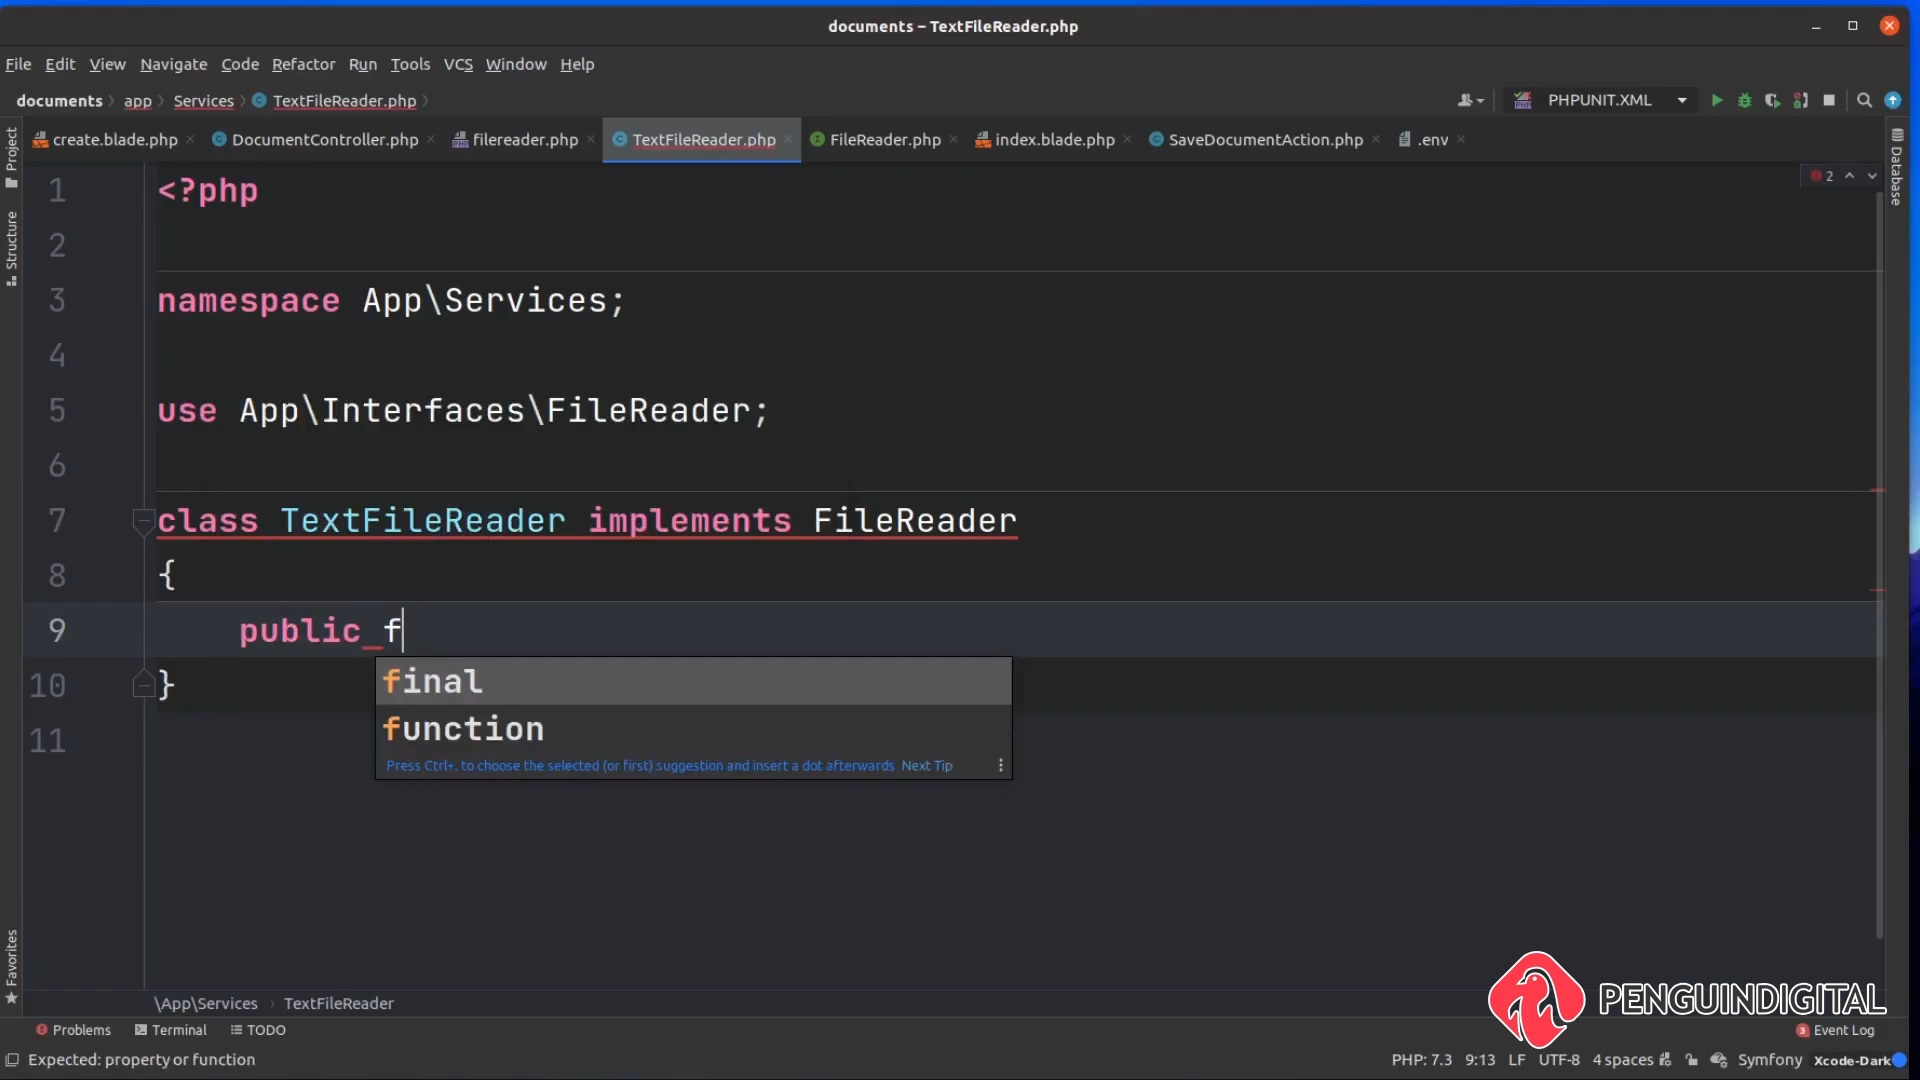 documents – TextFileReader.php
File Edit View Navigate Code Refactor Run Tools VCS Window Help
documents app Services TextFileReader.php PHPUNIT.XML
create.blade.php DocumentController.php filereader.php TextFileReader.php FileReader.php index.blade.php SaveDocumentAction.php .env
Project
Structure
Favorites
Database
2
1 <?php
2
3 namespace App\Services;
4
5 use App\Interfaces\FileReader;
6
7 class TextFileReader implements FileReader
8 {
9 public f
10 }
11
final
function
Press Ctrl+. to choose the selected (or first) suggestion and insert a dot afterwards Next Tip
PENGUINDIGITAL
\App\Services TextFileReader
Problems Terminal TODO 3 Event Log
Expected: property or function PHP: 7.3 9:13 LF UTF-8 4 spaces Symfony Xcode-Dark